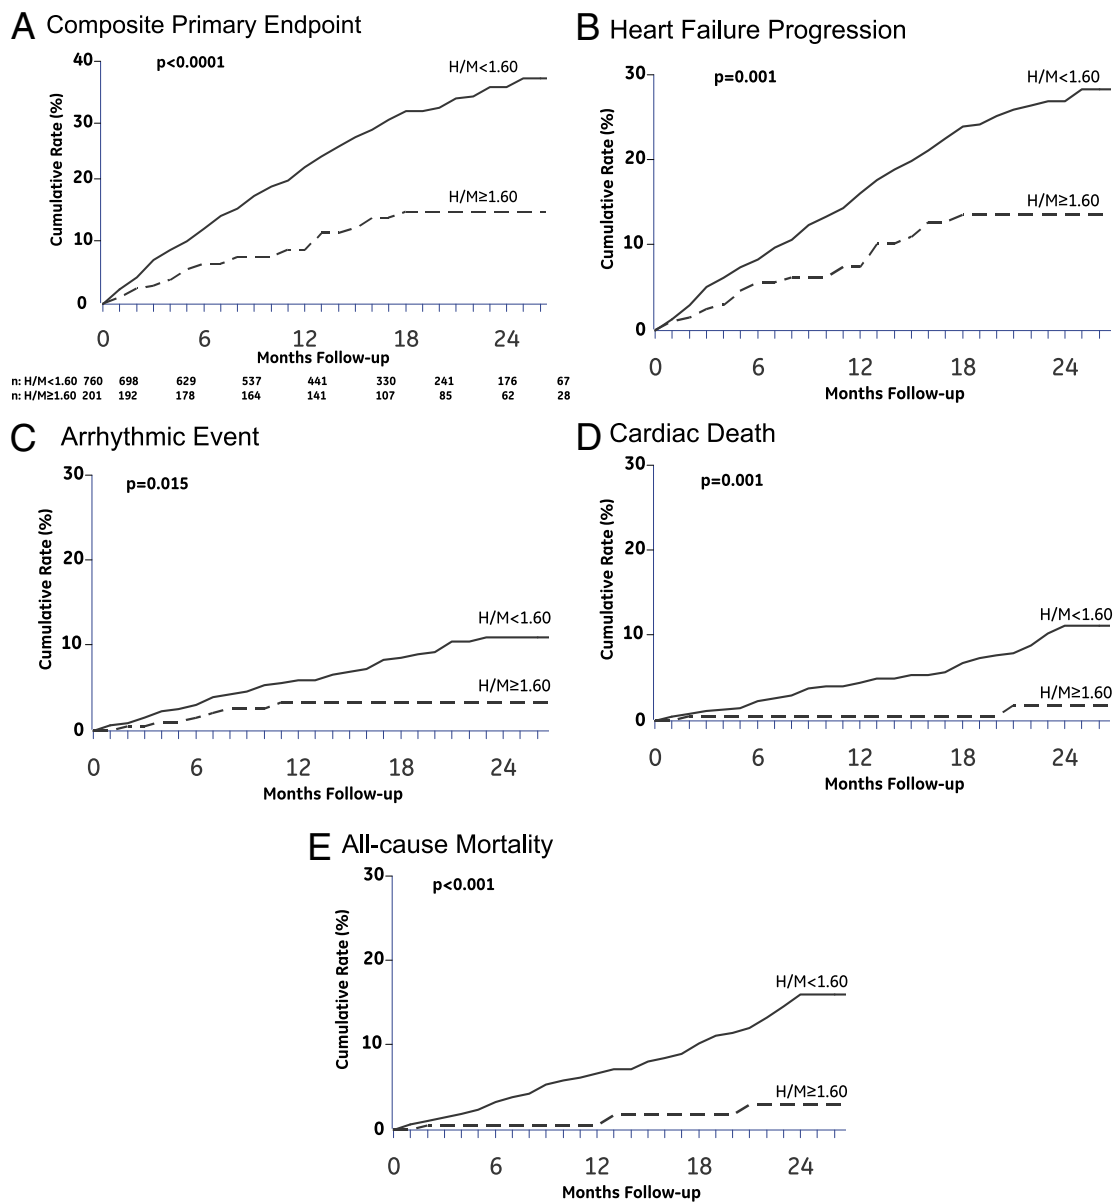 A Composite Primary Endpoint
p<0.0001
H/M<1.60
H/M≥1.60
Cumulative Rate (%)
40
30
20
10
0
0 6 12 18 24
Months Follow-up
n: H/M<1.60 760 698 629 537 441 330 241 176 67
n: H/M≥1.60 201 192 178 164 141 107 85 62 28
B Heart Failure Progression
p=0.001
H/M<1.60
H/M≥1.60
Cumulative Rate (%)
30
20
10
0
0 6 12 18 24
Months Follow-up
C Arrhythmic Event
p=0.015
H/M<1.60
H/M≥1.60
Cumulative Rate (%)
30
20
10
0
0 6 12 18 24
Months Follow-up
D Cardiac Death
p=0.001
H/M<1.60
H/M≥1.60
Cumulative Rate (%)
30
20
10
0
0 6 12 18 24
Months Follow-up
E All-cause Mortality
p<0.001
H/M<1.60
H/M≥1.60
Cumulative Rate (%)
30
20
10
0
0 6 12 18 24
Months Follow-up